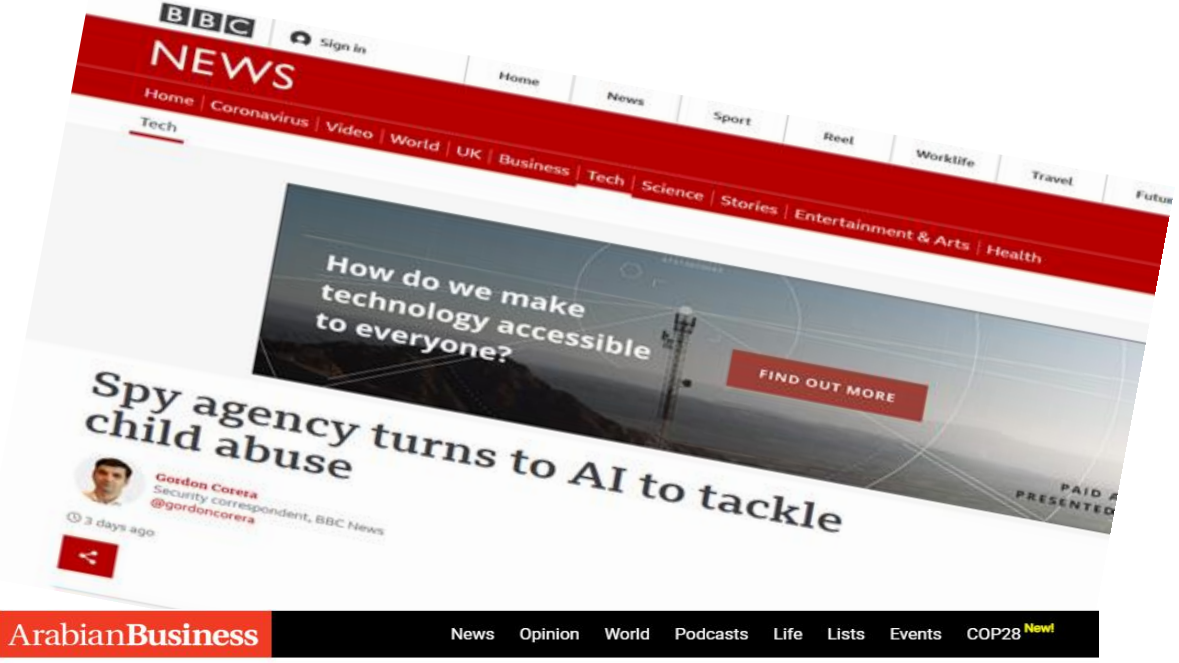 BBC
Sign in
Home
News
Sport
Reel
Worklife
Travel
NEWS
Home
Coronavirus
Video
World
UK
Business
Tech
Science
Stories
Entertainment & Arts
Health
Tech
How do we make
technology accessible
to everyone?
FIND OUT MORE
PAID
PRESENTED
Spy agency turns to AI to tackle
child abuse
Gordon Corera
Security correspondent, BBC News
@gordoncorera
3 days ago
ArabianBusiness
News
Opinion
World
Podcasts
Life
Lists
Events
COP28 New!